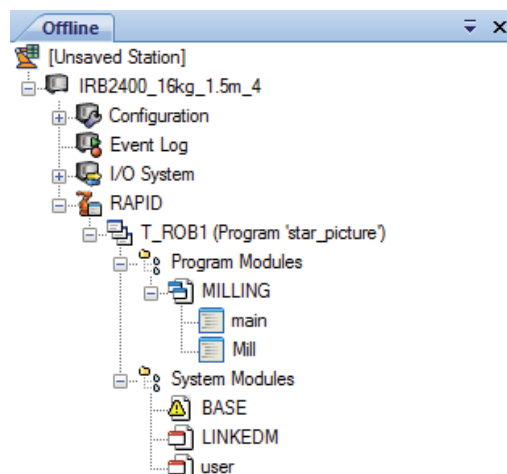 Offline
[Unsaved Station]
IRB2400_16kg_1.5m_4
Configuration
Event Log
I/O System
RAPID
T_ROB1 (Program 'star_picture')
Program Modules
MILLING
main
Mill
System Modules
BASE
LINKEDM
user